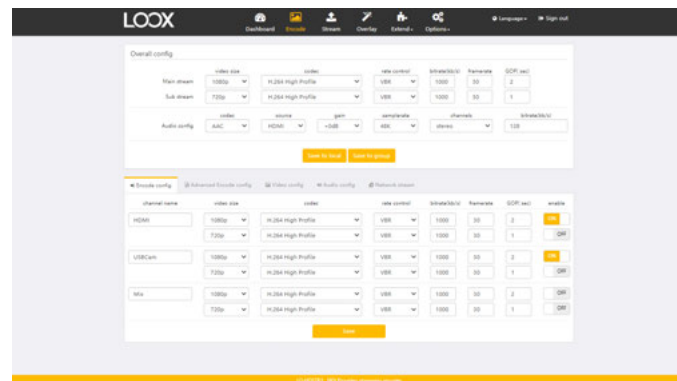 LOOX
Dashboard Encode Stream Overlay Extend Options Language Sign out
Overall config
video size codec rate control bitrate(kb/s) framerate GOP( sec)
Main stream 1080p H.264 High Profile VBR 1000 30 2
Sub stream 720p H.264 High Profile VBR 1000 30 1
codec source gain samplerate channels bitrate(kb/s)
Audio config AAC HDMI +0dB 48K stereo 128
Save to local Save to group
Encode config Advanced Encode config Video config Audio config Network stream
channel name video size codec rate control bitrate(kb/s) framerate GOP( sec) enable
HDMI 1080p H.264 High Profile VBR 1000 30 2 ON
720p H.264 High Profile VBR 1000 30 1 OFF
USBCam 1080p H.264 High Profile VBR 1000 30 2 ON
720p H.264 High Profile VBR 1000 30 1 OFF
Mix 1080p H.264 High Profile VBR 1000 30 2 OFF
720p H.264 High Profile VBR 1000 30 1 OFF
Save